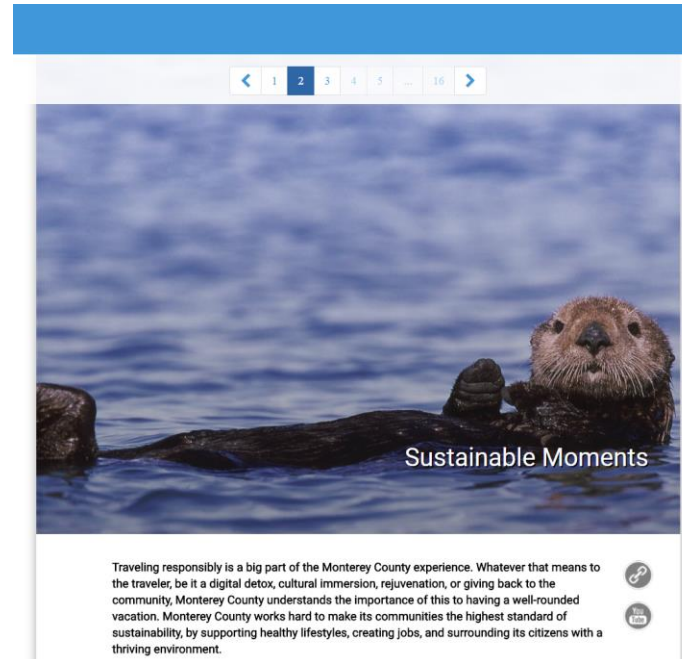 1 2 3 4 5 ... 16
Sustainable Moments
Traveling responsibly is a big part of the Monterey County experience. Whatever that means to
the traveler, be it a digital detox, cultural immersion, rejuvenation, or giving back to the
community, Monterey County understands the importance of this to having a well-rounded
vacation. Monterey County works hard to make its communities the highest standard of
sustainability, by supporting healthy lifestyles, creating jobs, and surrounding its citizens with a
thriving environment.
You
Tube